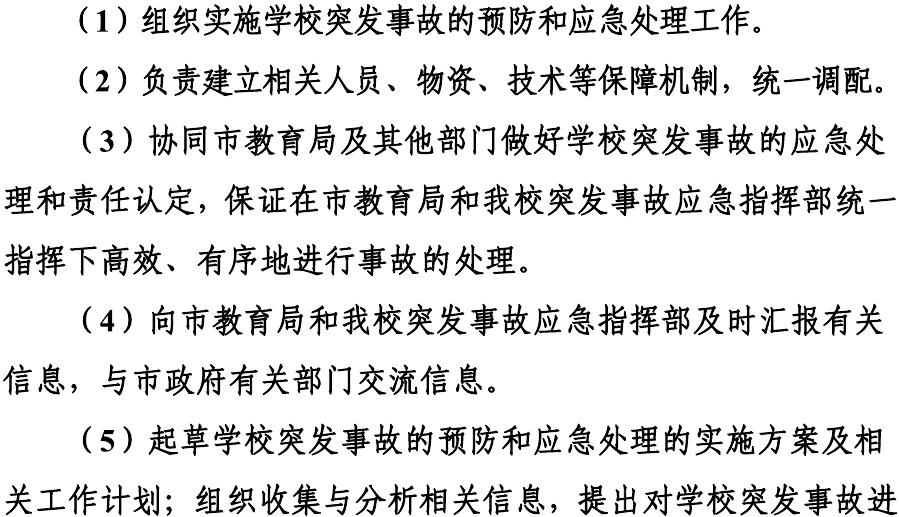 （1）组织实施学校突发事故的预防和应急处理工作。
（2）负责建立相关人员、物资、技术等保障机制，统一调配。
（3）协同市教育局及其他部门做好学校突发事故的应急处
理和责任认定，保证在市教育局和我校突发事故应急指挥部统一
指挥下高效、有序地进行事故的处理。
（4）向市教育局和我校突发事故应急指挥部及时汇报有关
信息，与市政府有关部门交流信息。
（5）起草学校突发事故的预防和应急处理的实施方案及相
关工作计划；组织收集与分析相关信息，提出对学校突发事故进